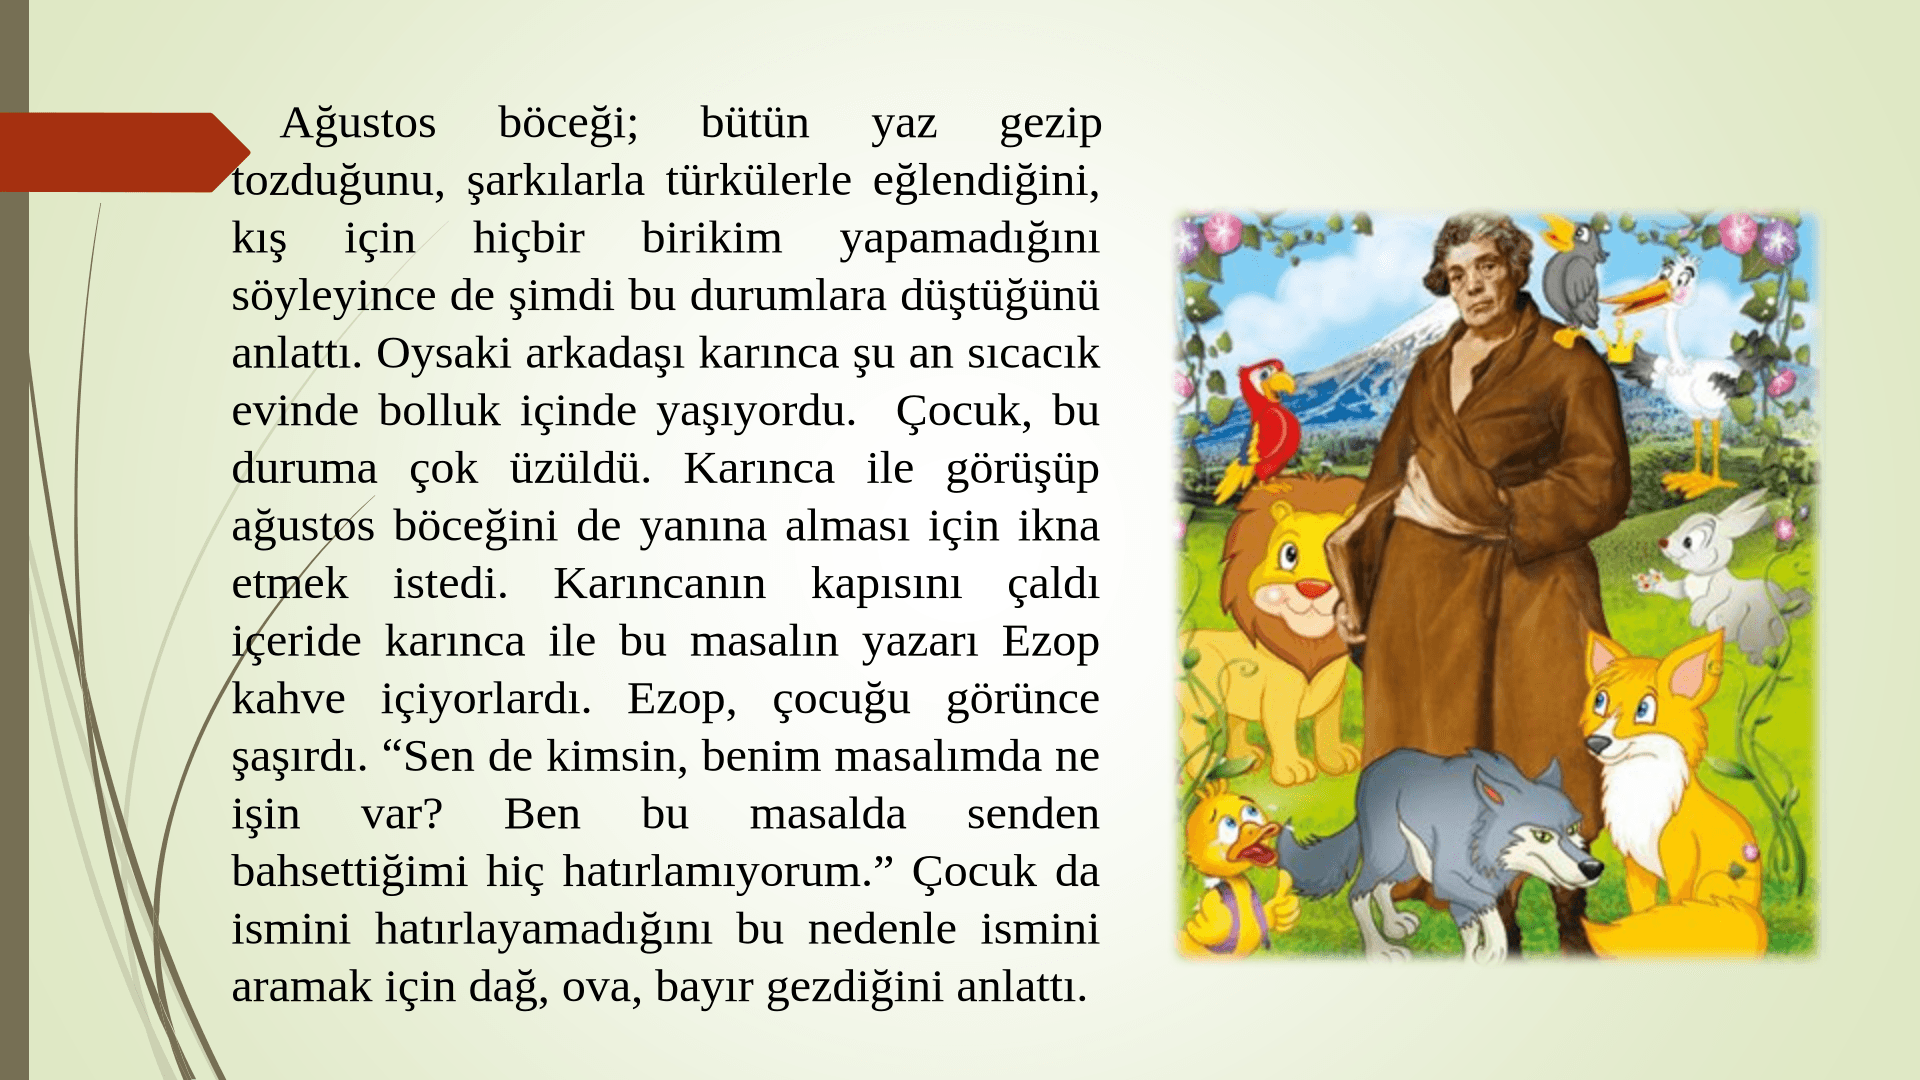 Ağustos böceği; bütün yaz gezip
tozduğunu, şarkılarla türkülerle eğlendiğini,
kış için hiçbir birikim yapamadığını
söyleyince de şimdi bu durumlara düştüğünü
anlattı. Oysaki arkadaşı karınca şu an sıcacık
evinde bolluk içinde yaşıyordu. Çocuk, bu
duruma çok üzüldü. Karınca ile görüşüp
ağustos böceğini de yanına alması için ikna
etmek istedi. Karıncanın kapısını çaldı
içeride karınca ile bu masalın yazarı Ezop
kahve içiyorlardı. Ezop, çocuğu görünce
şaşırdı. “Sen de kimsin, benim masalımda ne
işin var? Ben bu masalda senden
bahsettiğimi hiç hatırlamıyorum.” Çocuk da
ismini hatırlayamadığını bu nedenle ismini
aramak için dağ, ova, bayır gezdiğini anlattı.